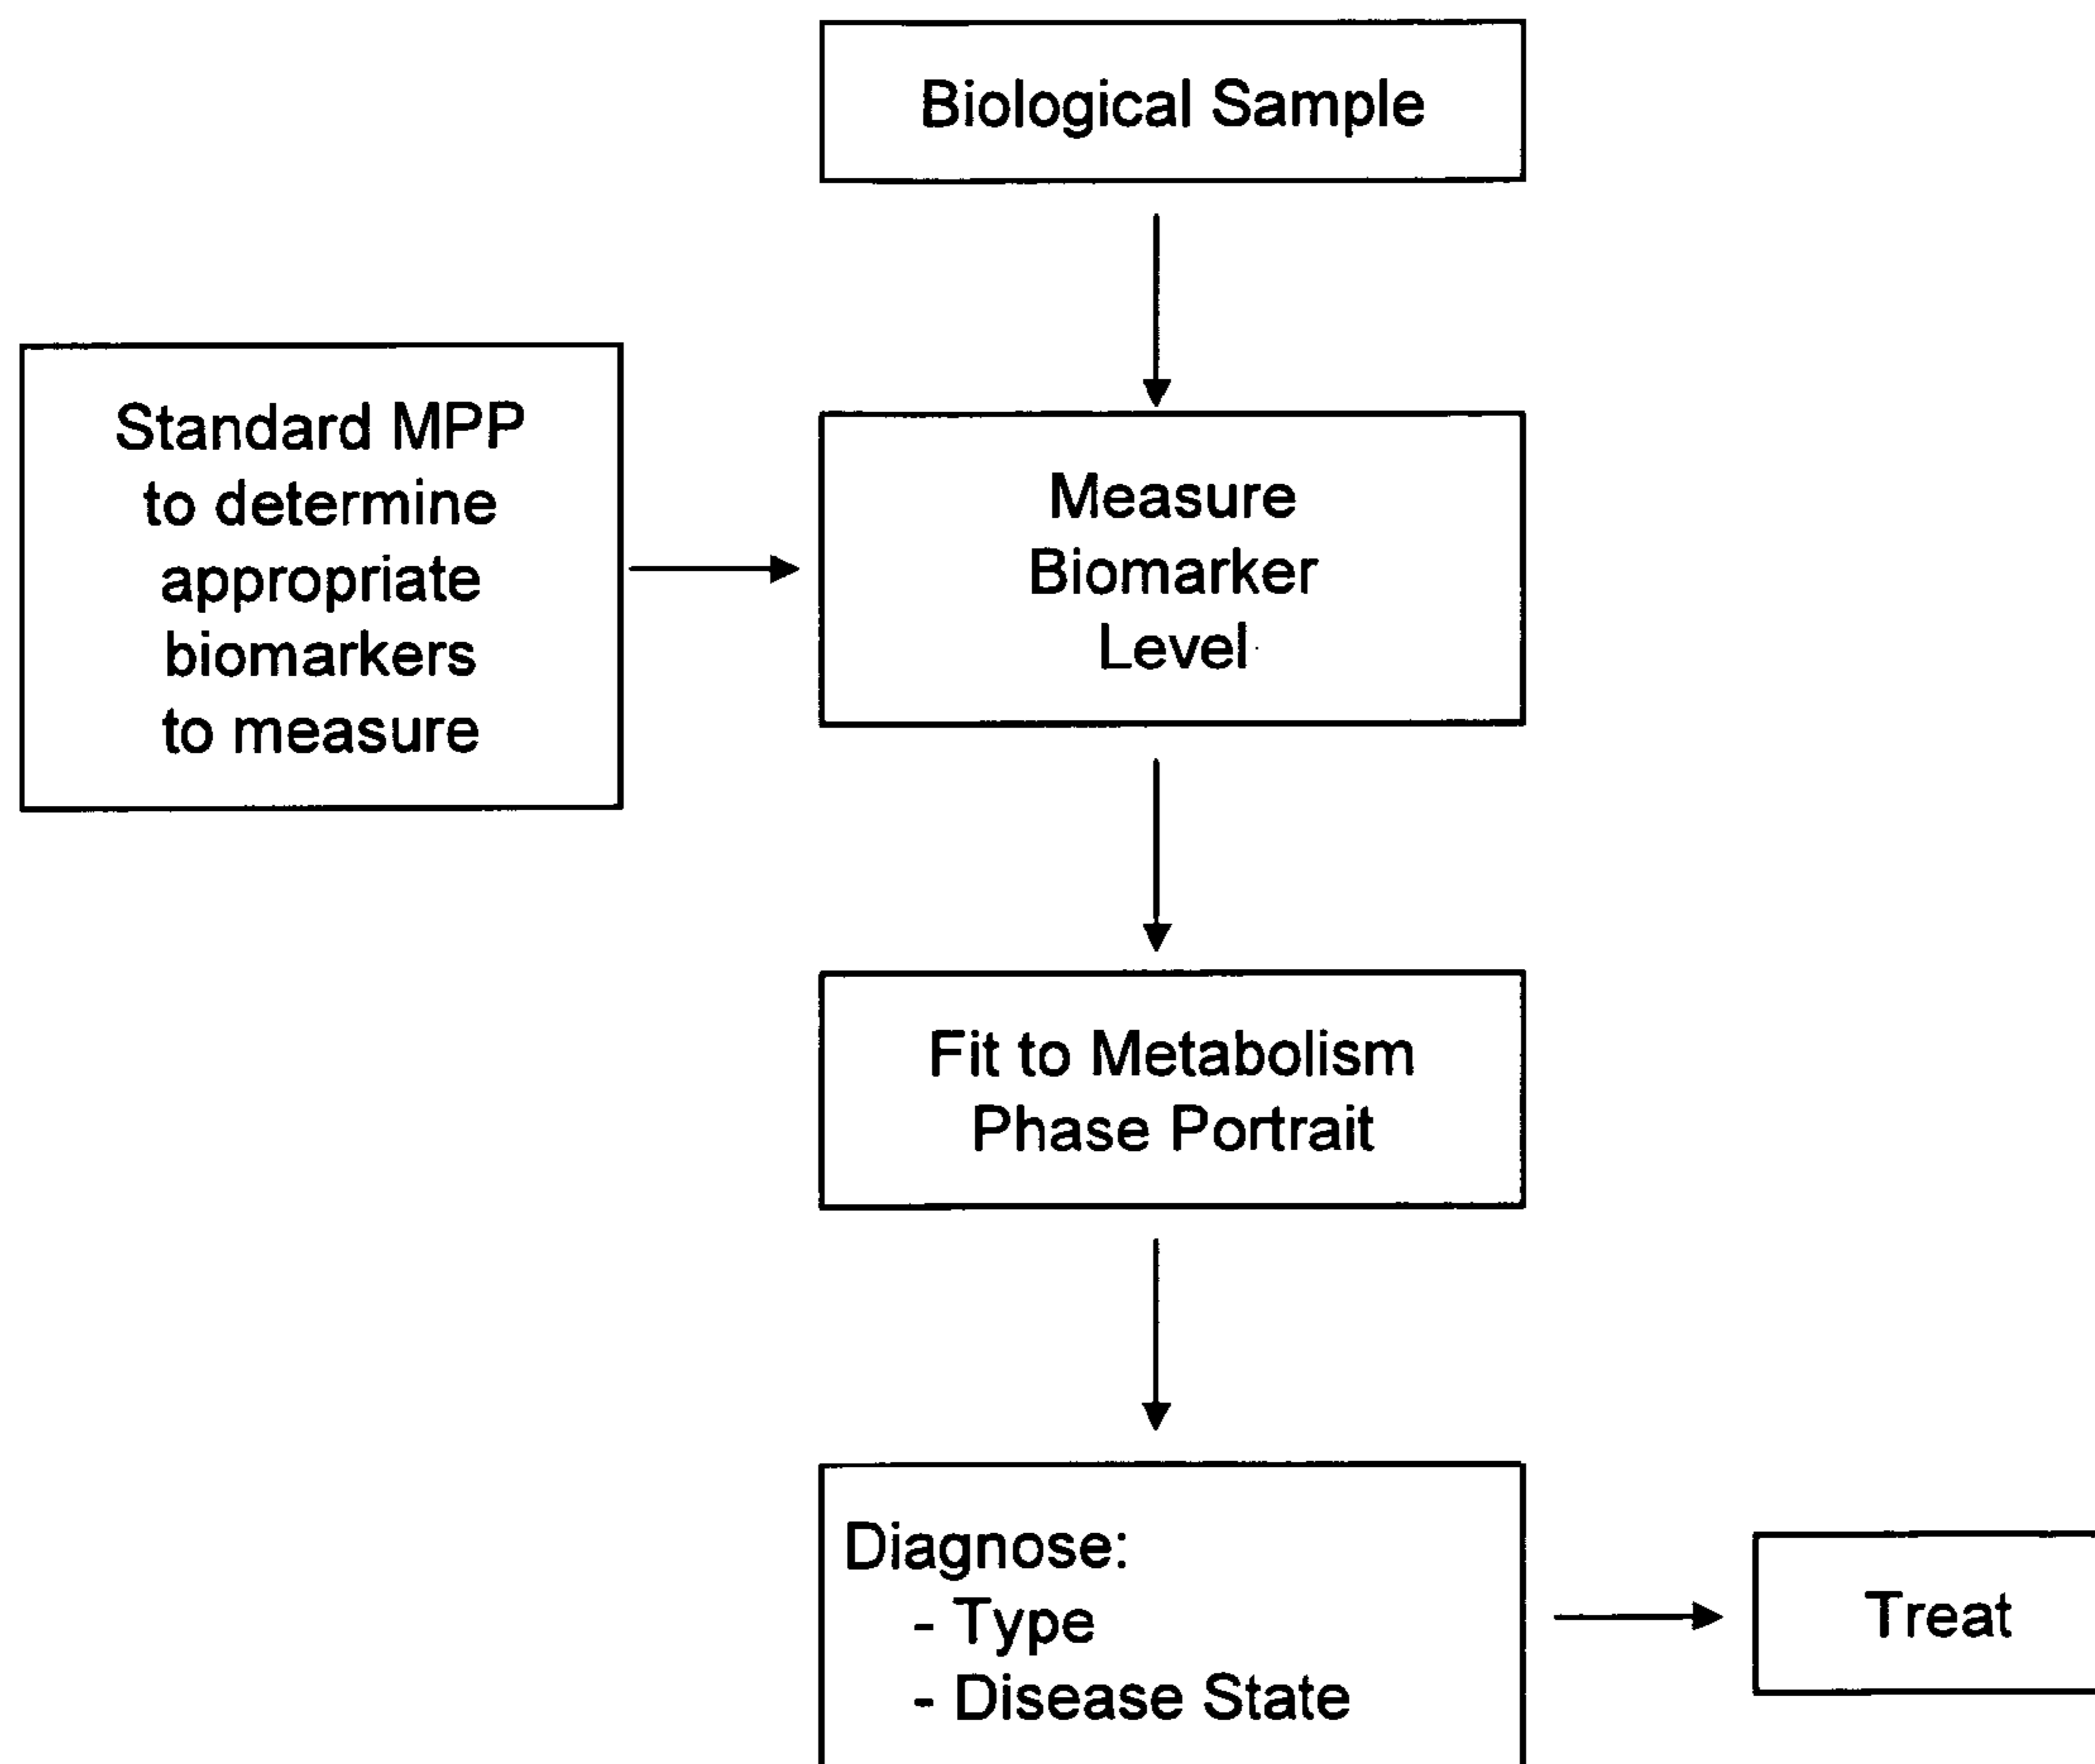 Biological Sample
Standard MPP
to determine
appropriate
biomarkers
to measure
Measure
Biomarker
Level
Fit to Metabolism
Phase Portrait
Diagnose:
- Type
- Disease State
Treat